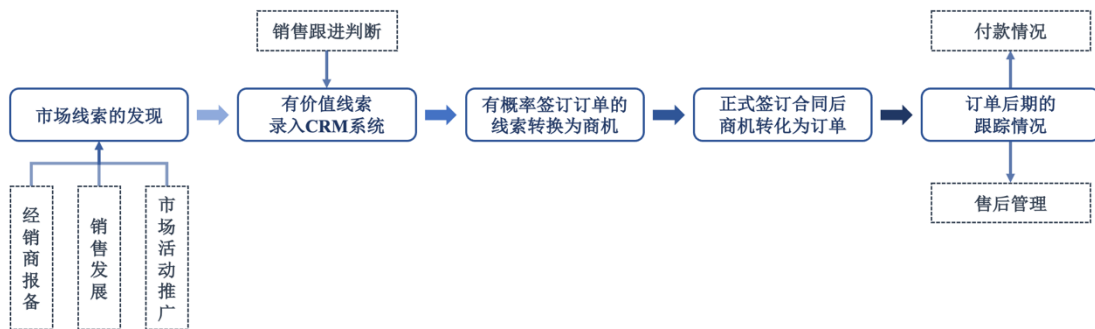 销售跟进判断
付款情况
市场线索的发现
有价值线索
录入CRM系统
有概率签订订单的
线索转换为商机
正式签订合同后
商机转化为订单
订单后期的
跟踪情况
经销商报备
销售发展
市场活动推广
售后管理